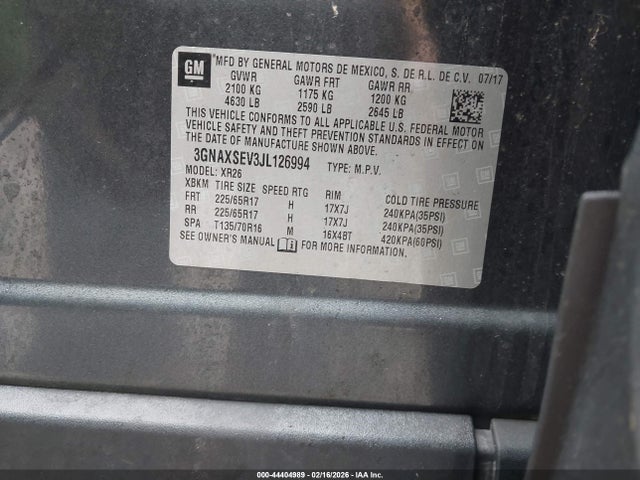 GM
*MFD BY GENERAL MOTORS DE MEXICO, S. DE R.L. DE C.V. 07/17
GVWR GAWR FRT GAWR RR
2100 KG 1175 KG 1200 KG
4630 LB 2590 LB 2645 LB
THIS VEHICLE CONFORMS TO ALL APPLICABLE U.S. FEDERAL MOTOR
VEHICLE SAFETY AND THEFT PREVENTION STANDARDS IN EFFECT ON
THE DATE OF MANUFACTURE SHOWN ABOVE.
3GNAXSEV3JL126994 TYPE: M.P.V.
MODEL: XR26
XBKM TIRE SIZE SPEED RTG RIM COLD TIRE PRESSURE
FRT 225/65R17 H 17X7J 240KPA(35PSI)
RR 225/65R17 H 17X7J 240KPA(35PSI)
SPA T135/70R16 M 16X4BT 420KPA(60PSI)
SEE OWNER'S MANUAL FOR MORE INFORMATION.
000-44404989 - 02/16/2026 - IAA Inc.